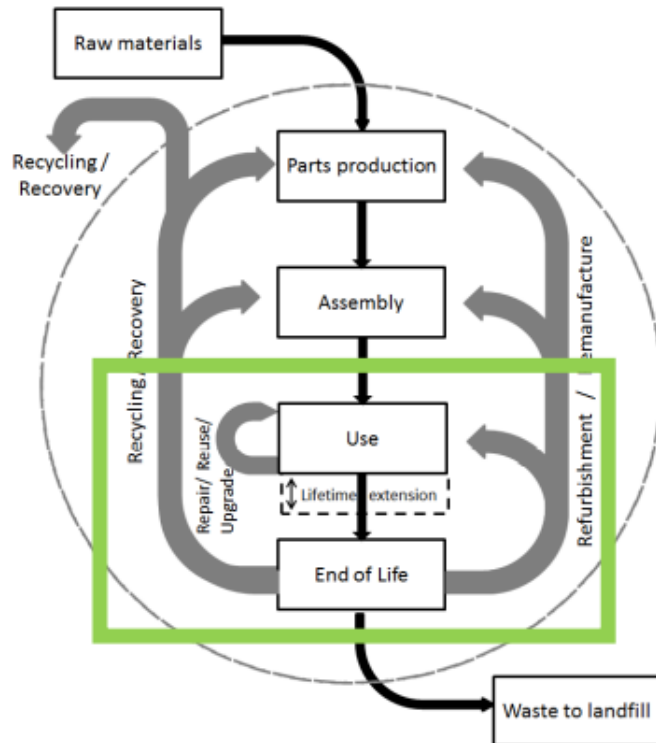 Raw materials
Recycling /
Recovery
Parts production
Assembly
Recycling / Recovery
Refurbishment / Remanufacture
Use
Repair/ Reuse/
Upgrade
Lifetime extension
End of Life
Waste to landfill